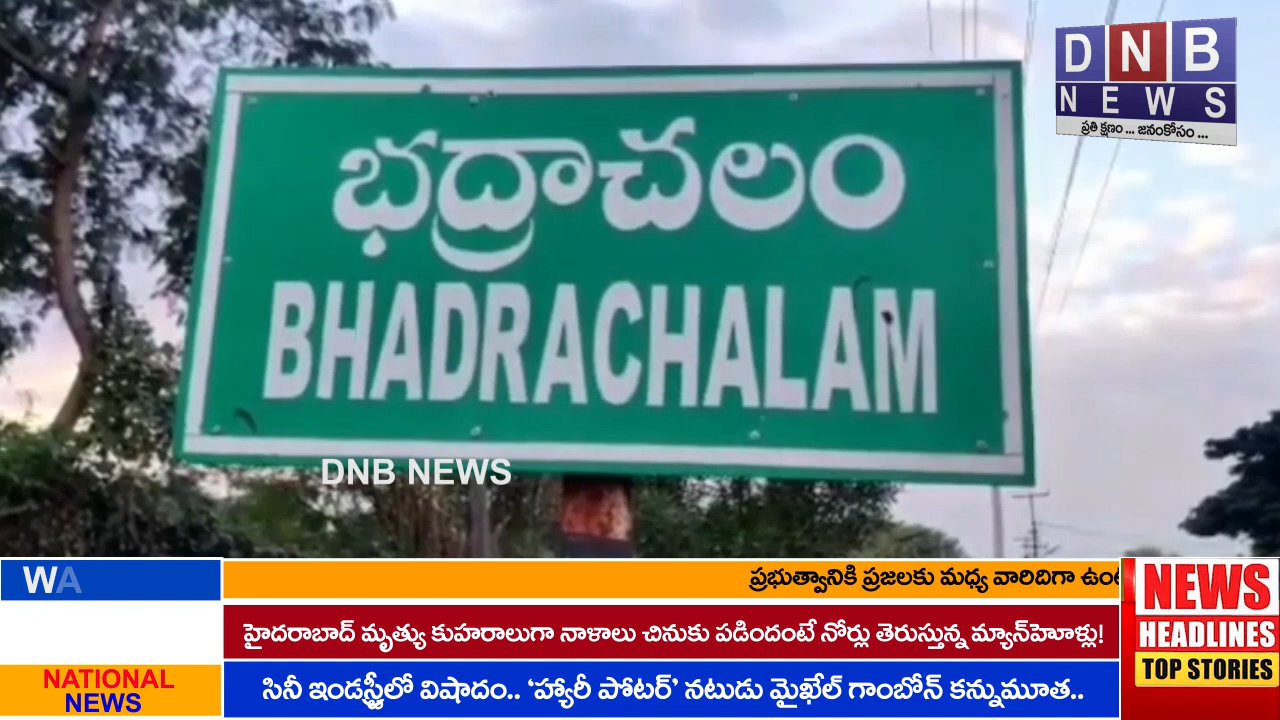 DNB
NEWS
ప్రతి క్షణం ... జనంకోసం ...
భద్రాచలం
BHADRACHALAM
DNB NEWS
WA
ప్రభుత్వానికి ప్రజలకు మధ్య వారిదిగా
హైదరాబాద్ మృత్యు కుహరాలుగా నాళాలు చినుకు పడిందంటే నోర్లు తెరుస్తున్న మ్యాన్‌హెూళ్లు!
సినీ ఇండస్ట్రీలో విషాదం.. ‘హ్యారీ పోటర్’ నటుడు మైఖేల్ గాంబోన్ కన్నుమూత..
NATIONAL
NEWS
NEWS
HEADLINES
TOP STORIES